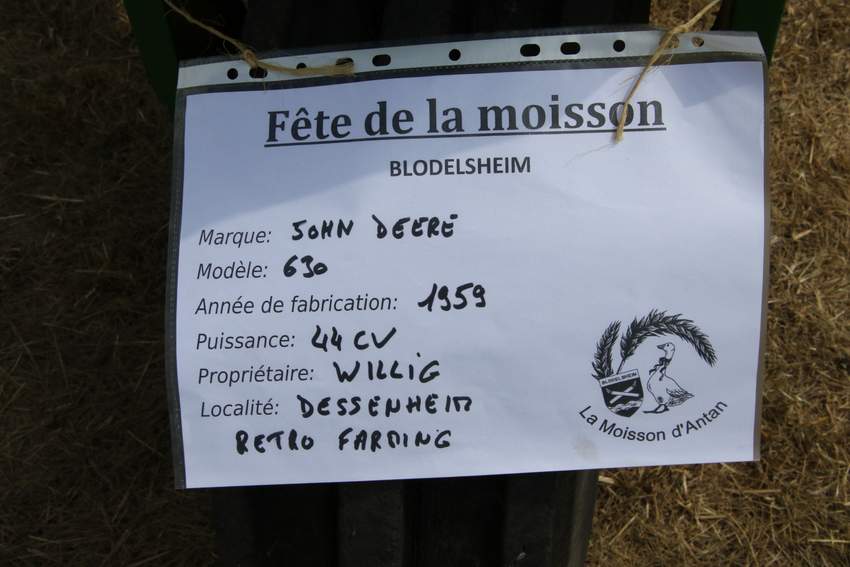 Fête de la moisson
BLODELSHEIM
Marque: JOHN DEERE
Modèle: 630
Année de fabrication: 1959
Puissance: 44 CV
Propriétaire: WILLIG
Localité: DESSENHEIM
RETRO FARMING
BLODELSHEIM
La Moisson d'Antan